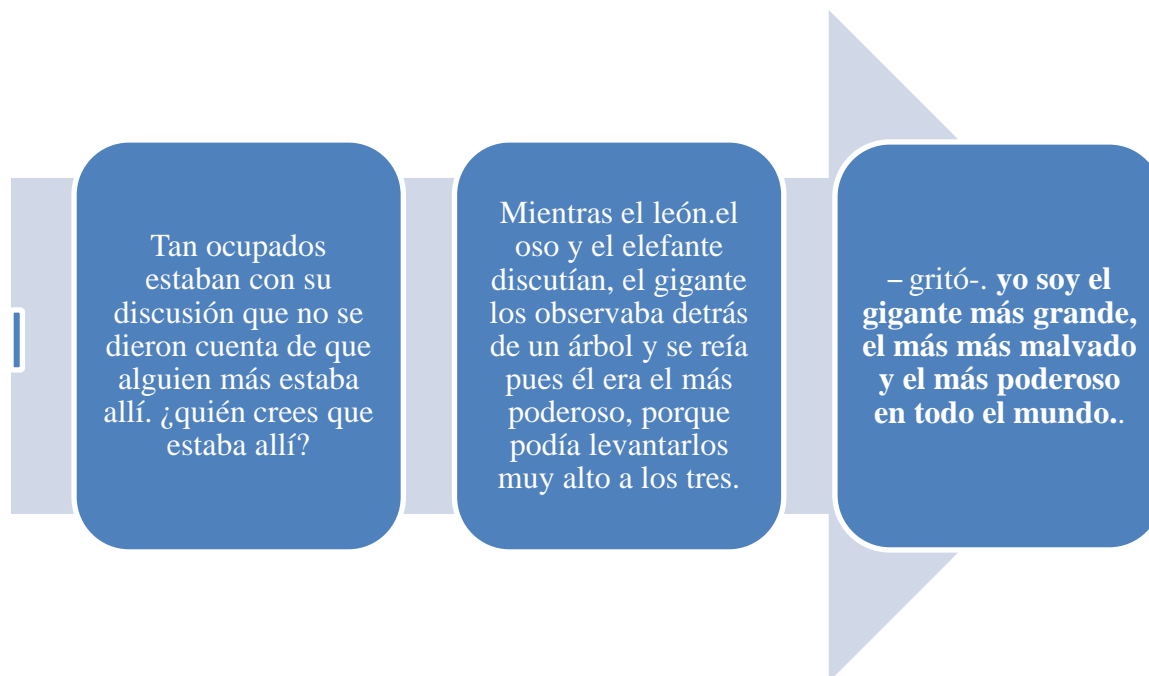 Tan ocupados
estaban con su
discusión que no se
dieron cuenta de que
alguien más estaba
allí. ¿quién crees que
estaba allí?
Mientras el león.el
oso y el elefante
discutían, el gigante
los observaba detrás
de un árbol y se reía
pues él era el más
poderoso, porque
podía levantarlos
muy alto a los tres.
– gritó-. yo soy el
gigante más grande,
el más más malvado
y el más poderoso
en todo el mundo..